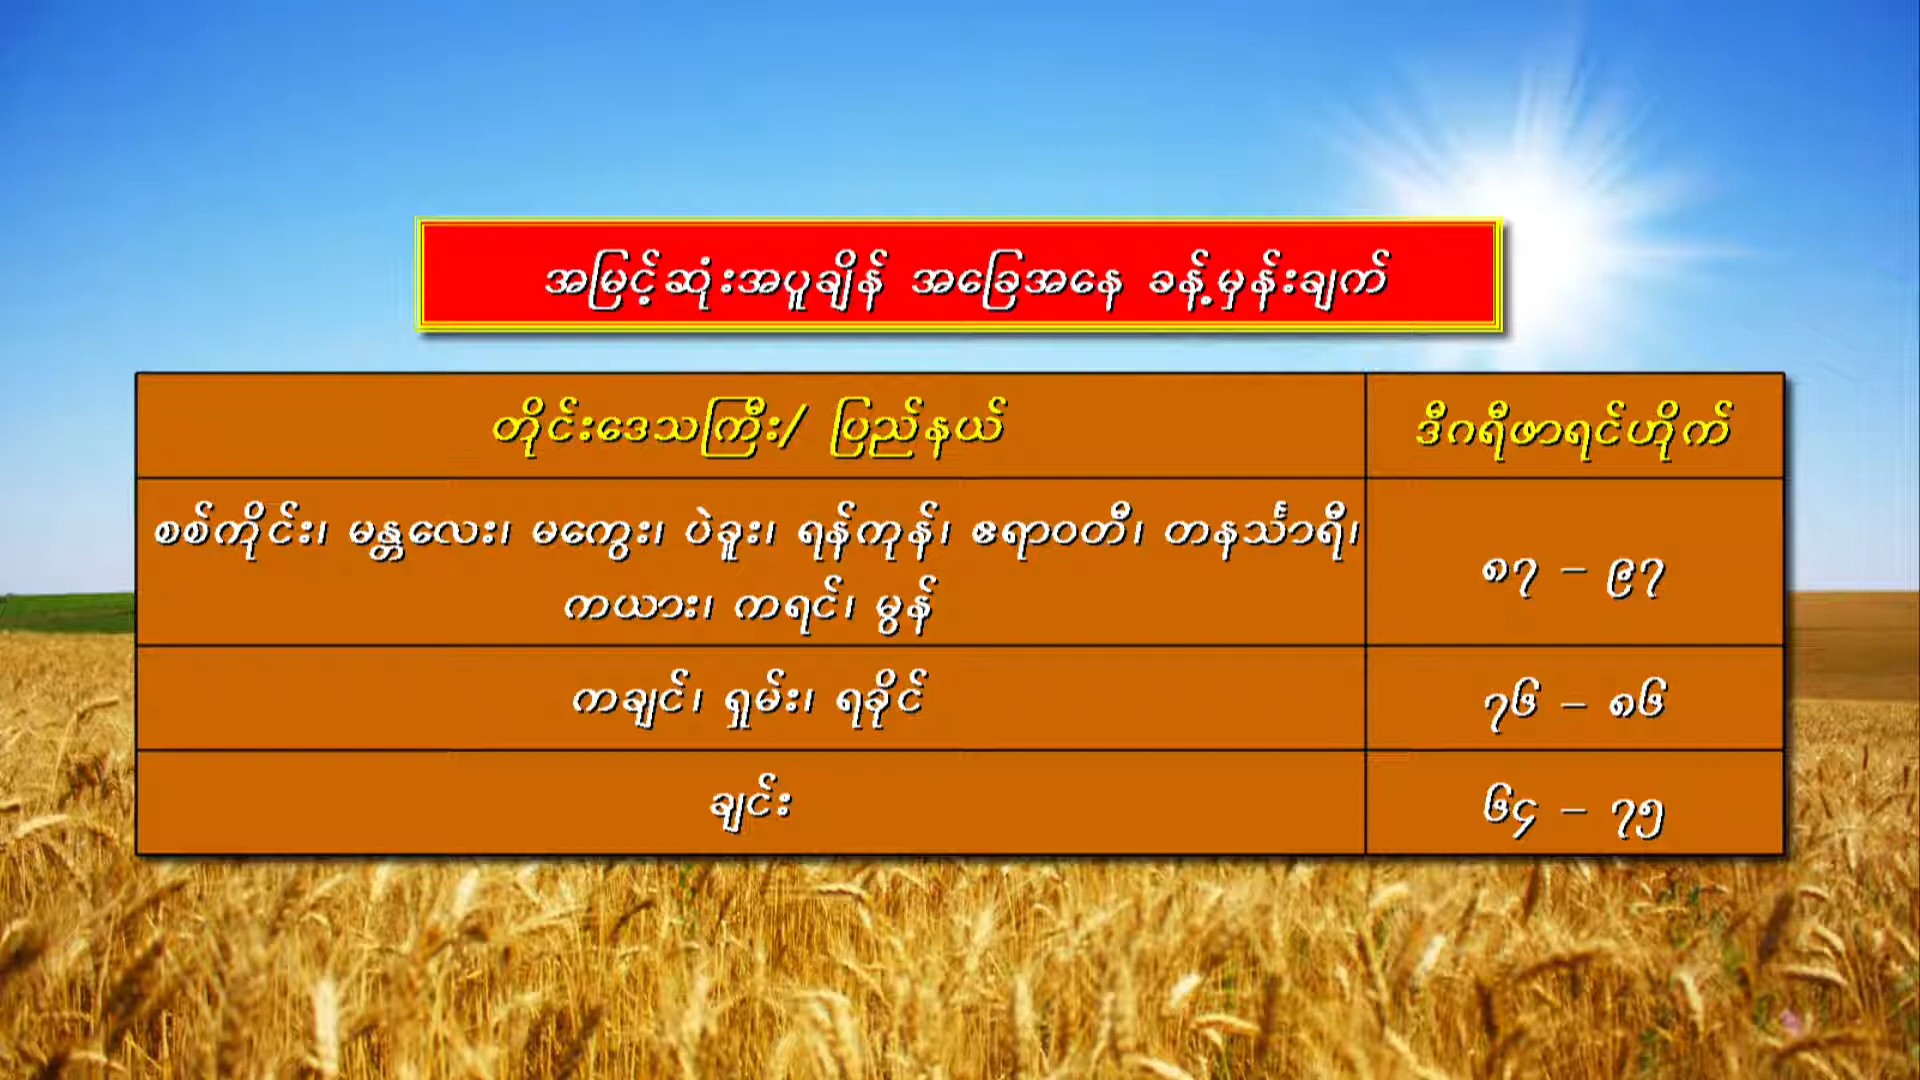 အမြင့်ဆုံးအပူချိန် အခြေအနေ ခန့်မှန်းချက်
တိုင်းဒေသကြီး/ ပြည်နယ် ဒီဂရီဖာရင်ဟိုက်
စစ်ကိုင်း၊ မန္တလေး၊ မကွေး၊ ပဲခူး၊ ရန်ကုန်၊ ဧရာဝတီ၊ တနင်္သာရီ၊
ကယား၊ ကရင်၊ မွန် ၈၇ – ၉၇
ကချင်၊ ရှမ်း၊ ရခိုင် ၇၆ – ၈၆
ချင်း ၆၄ – ၇၅